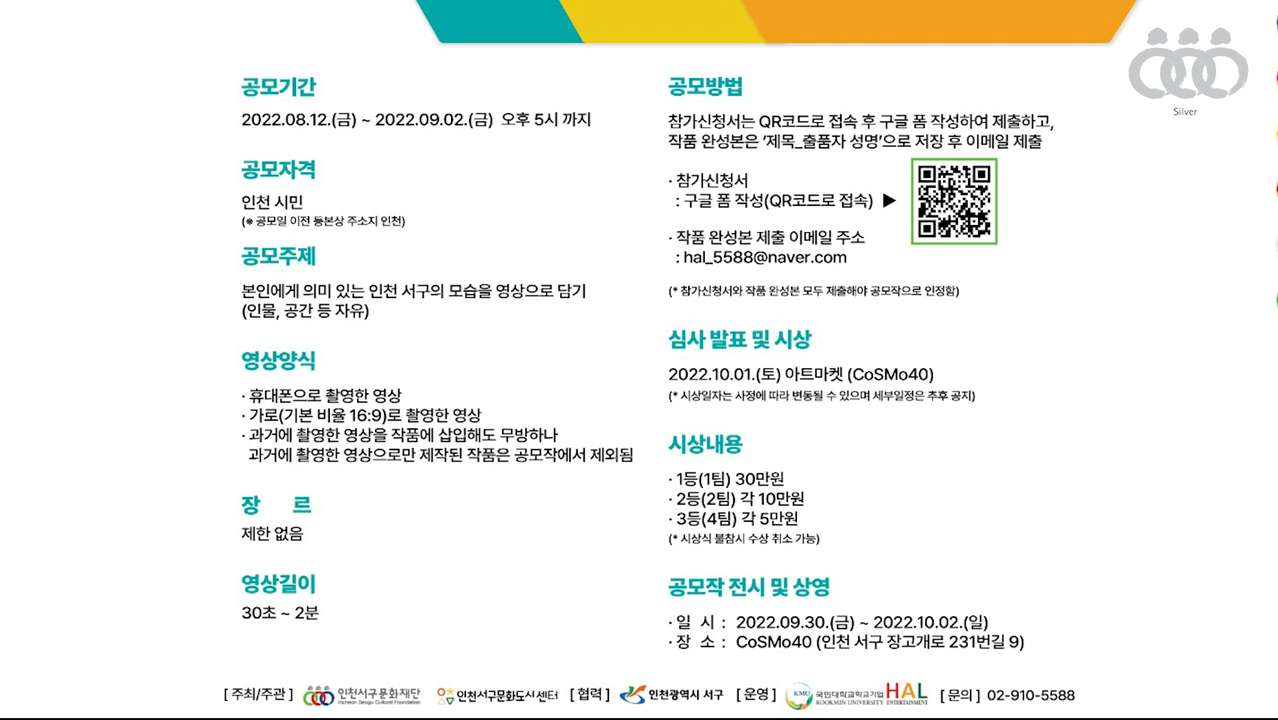 Silver
공모기간
2022.08.12.(금) ~ 2022.09.02.(금) 오후 5시 까지
공모자격
인천 시민
(※ 공모일 이전 등본상 주소지 인천)
공모주제
본인에게 의미 있는 인천 서구의 모습을 영상으로 담기
(인물, 공간 등 자유)
영상양식
· 휴대폰으로 촬영한 영상
· 가로(기본 비율 16:9)로 촬영한 영상
· 과거에 촬영한 영상을 작품에 삽입해도 무방하나
과거에 촬영한 영상으로만 제작된 작품은 공모작에서 제외됨
장 르
제한 없음
영상길이
30초 ~ 2분
공모방법
참가신청서는 QR코드로 접속 후 구글 폼 작성하여 제출하고,
작품 완성본은 ‘제목_출품자 성명’으로 저장 후 이메일 제출
· 참가신청서
: 구글 폼 작성(QR코드로 접속) ▶
· 작품 완성본 제출 이메일 주소
: hal_5588@naver.com
(* 참가신청서와 작품 완성본 모두 제출해야 공모작으로 인정함)
심사 발표 및 시상
2022.10.01.(토) 아트마켓 (CoSMo40)
(* 시상일자는 사정에 따라 변동될 수 있으며 세부일정은 추후 공지)
시상내용
· 1등(1팀) 30만원
· 2등(2팀) 각 10만원
· 3등(4팀) 각 5만원
(* 시상식 불참시 수상 취소 가능)
공모작 전시 및 상영
· 일 시 : 2022.09.30.(금) ~ 2022.10.02.(일)
· 장 소 : CoSMo40 (인천 서구 장고개로 231번길 9)
[ 주최/주관 ] 인천서구문화재단 Incheon Seogu Cultural Foundation 인천서구문화도시센터 [ 협력 ] 인천광역시 서구 [ 운영 ] KMU 국민대학교학교기업 KOOKMIN UNIVERSITY HAL ENTERTAINMENT [ 문의 ] 02-910-5588